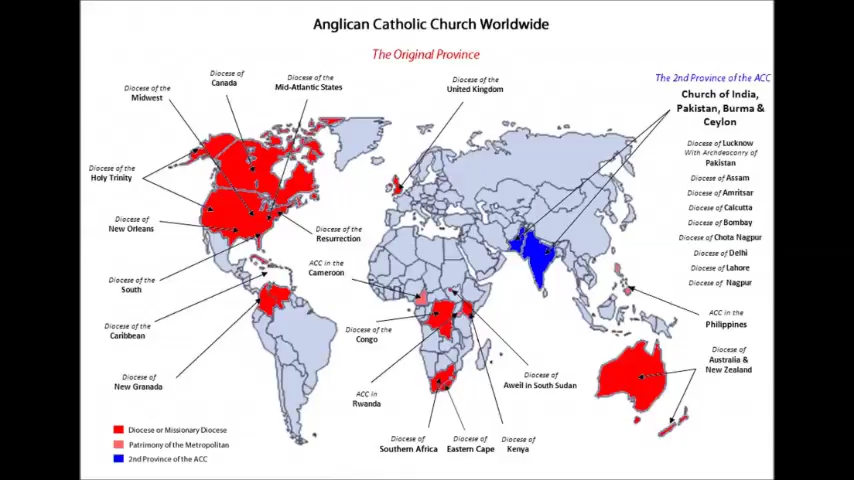 Anglican Catholic Church Worldwide
The Original Province
Diocese of the
Midwest
Diocese of
Canada
Diocese of the
Mid-Atlantic States
Diocese of the
United Kingdom
The 2nd Province of the ACC
Church of India,
Pakistan, Burma &
Ceylon
Diocese of Lucknow
With Archdeaconry of
Pakistan
Diocese of Assam
Diocese of Amritsar
Diocese of Calcutta
Diocese of Bombay
Diocese of Chota Nagpur
Diocese of Delhi
Diocese of Lahore
Diocese of Nagpur
Diocese of the
Holy Trinity
Diocese of
New Orleans
Diocese of the
Resurrection
ACC in the
Cameroon
Diocese of the
South
Diocese of the
Caribbean
Diocese of the
Congo
ACC in the
Philippines
Diocese of
New Granada
ACC in
Rwanda
Diocese of
Aweil in South Sudan
Diocese of
Australia &
New Zealand
Diocese of
Southern Africa
Diocese of
Eastern Cape
Diocese of
Kenya
Diocese or Missionary Diocese
Patrimony of the Metropolitan
2nd Province of the ACC